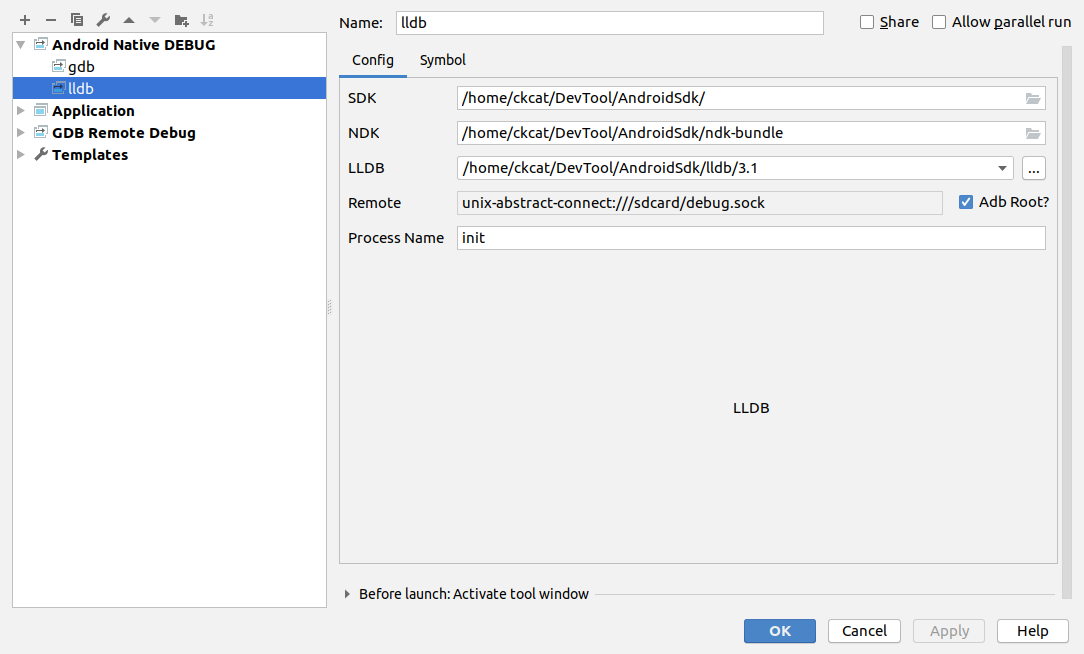 Name: lldb Share Allow parallel run
Android Native DEBUG
gdb
lldb
Application
GDB Remote Debug
Templates
Config Symbol
SDK /home/ckcat/DevTool/AndroidSdk/
NDK /home/ckcat/DevTool/AndroidSdk/ndk-bundle
LLDB /home/ckcat/DevTool/AndroidSdk/lldb/3.1 ...
Remote unix-abstract-connect:///sdcard/debug.sock Adb Root?
Process Name init
LLDB
Before launch: Activate tool window
OK Cancel Apply Help